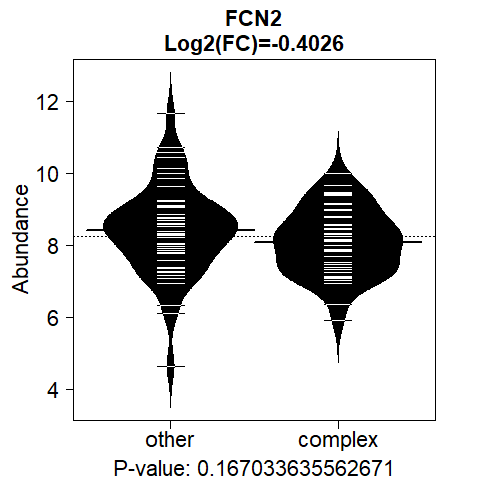 FCN2
Log2(FC)=-0.4026
Abundance
12
10
8
6
4
other
complex
P-value: 0.167033635562671